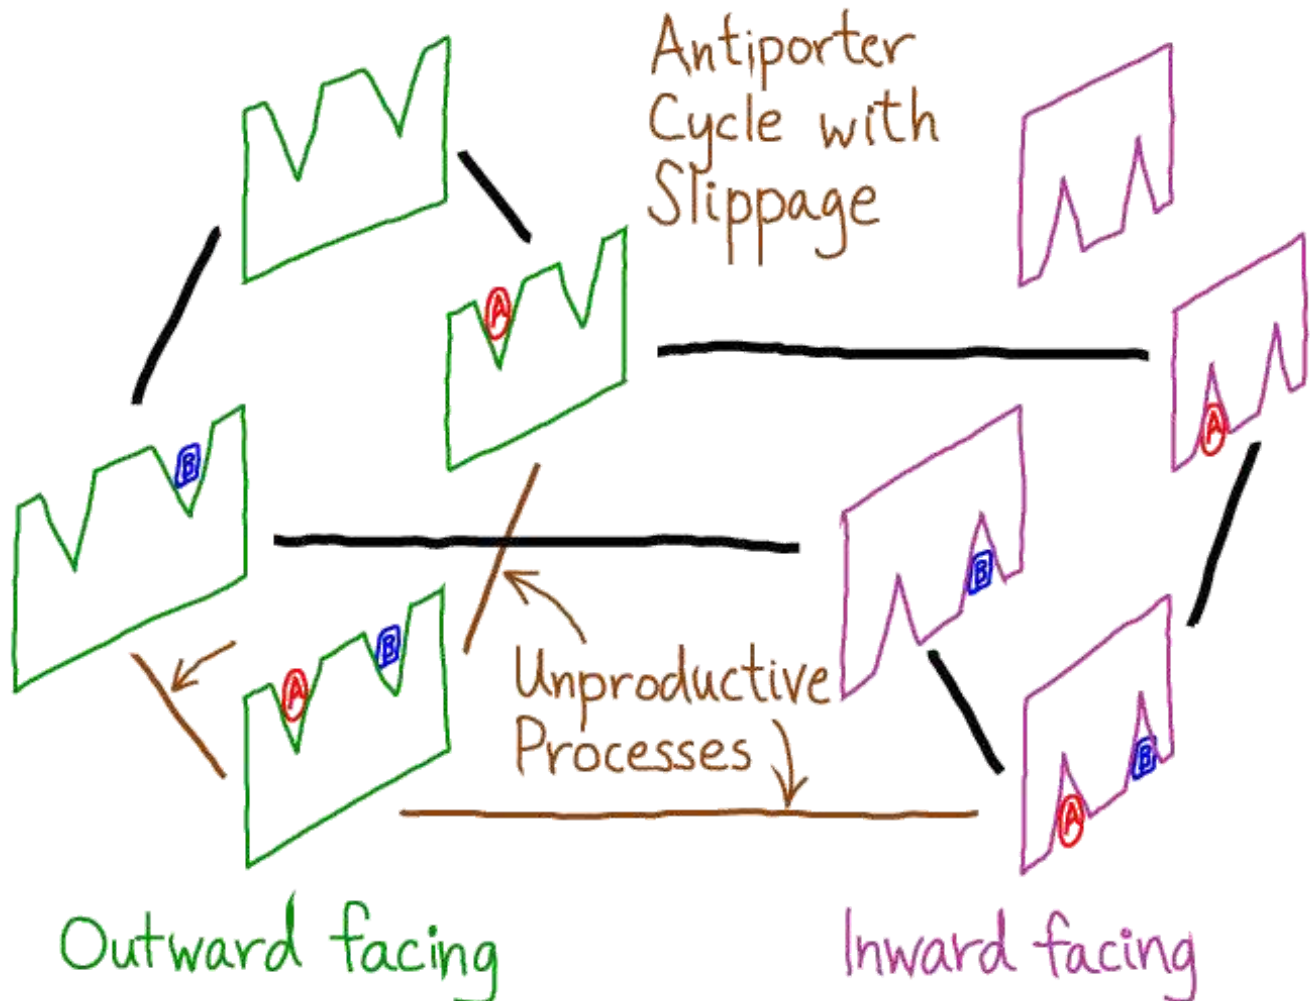 Antiporter
Cycle with
Slippage
A
A
B
B
A
B
B
A
Unproductive
Processes
Outward facing
Inward facing